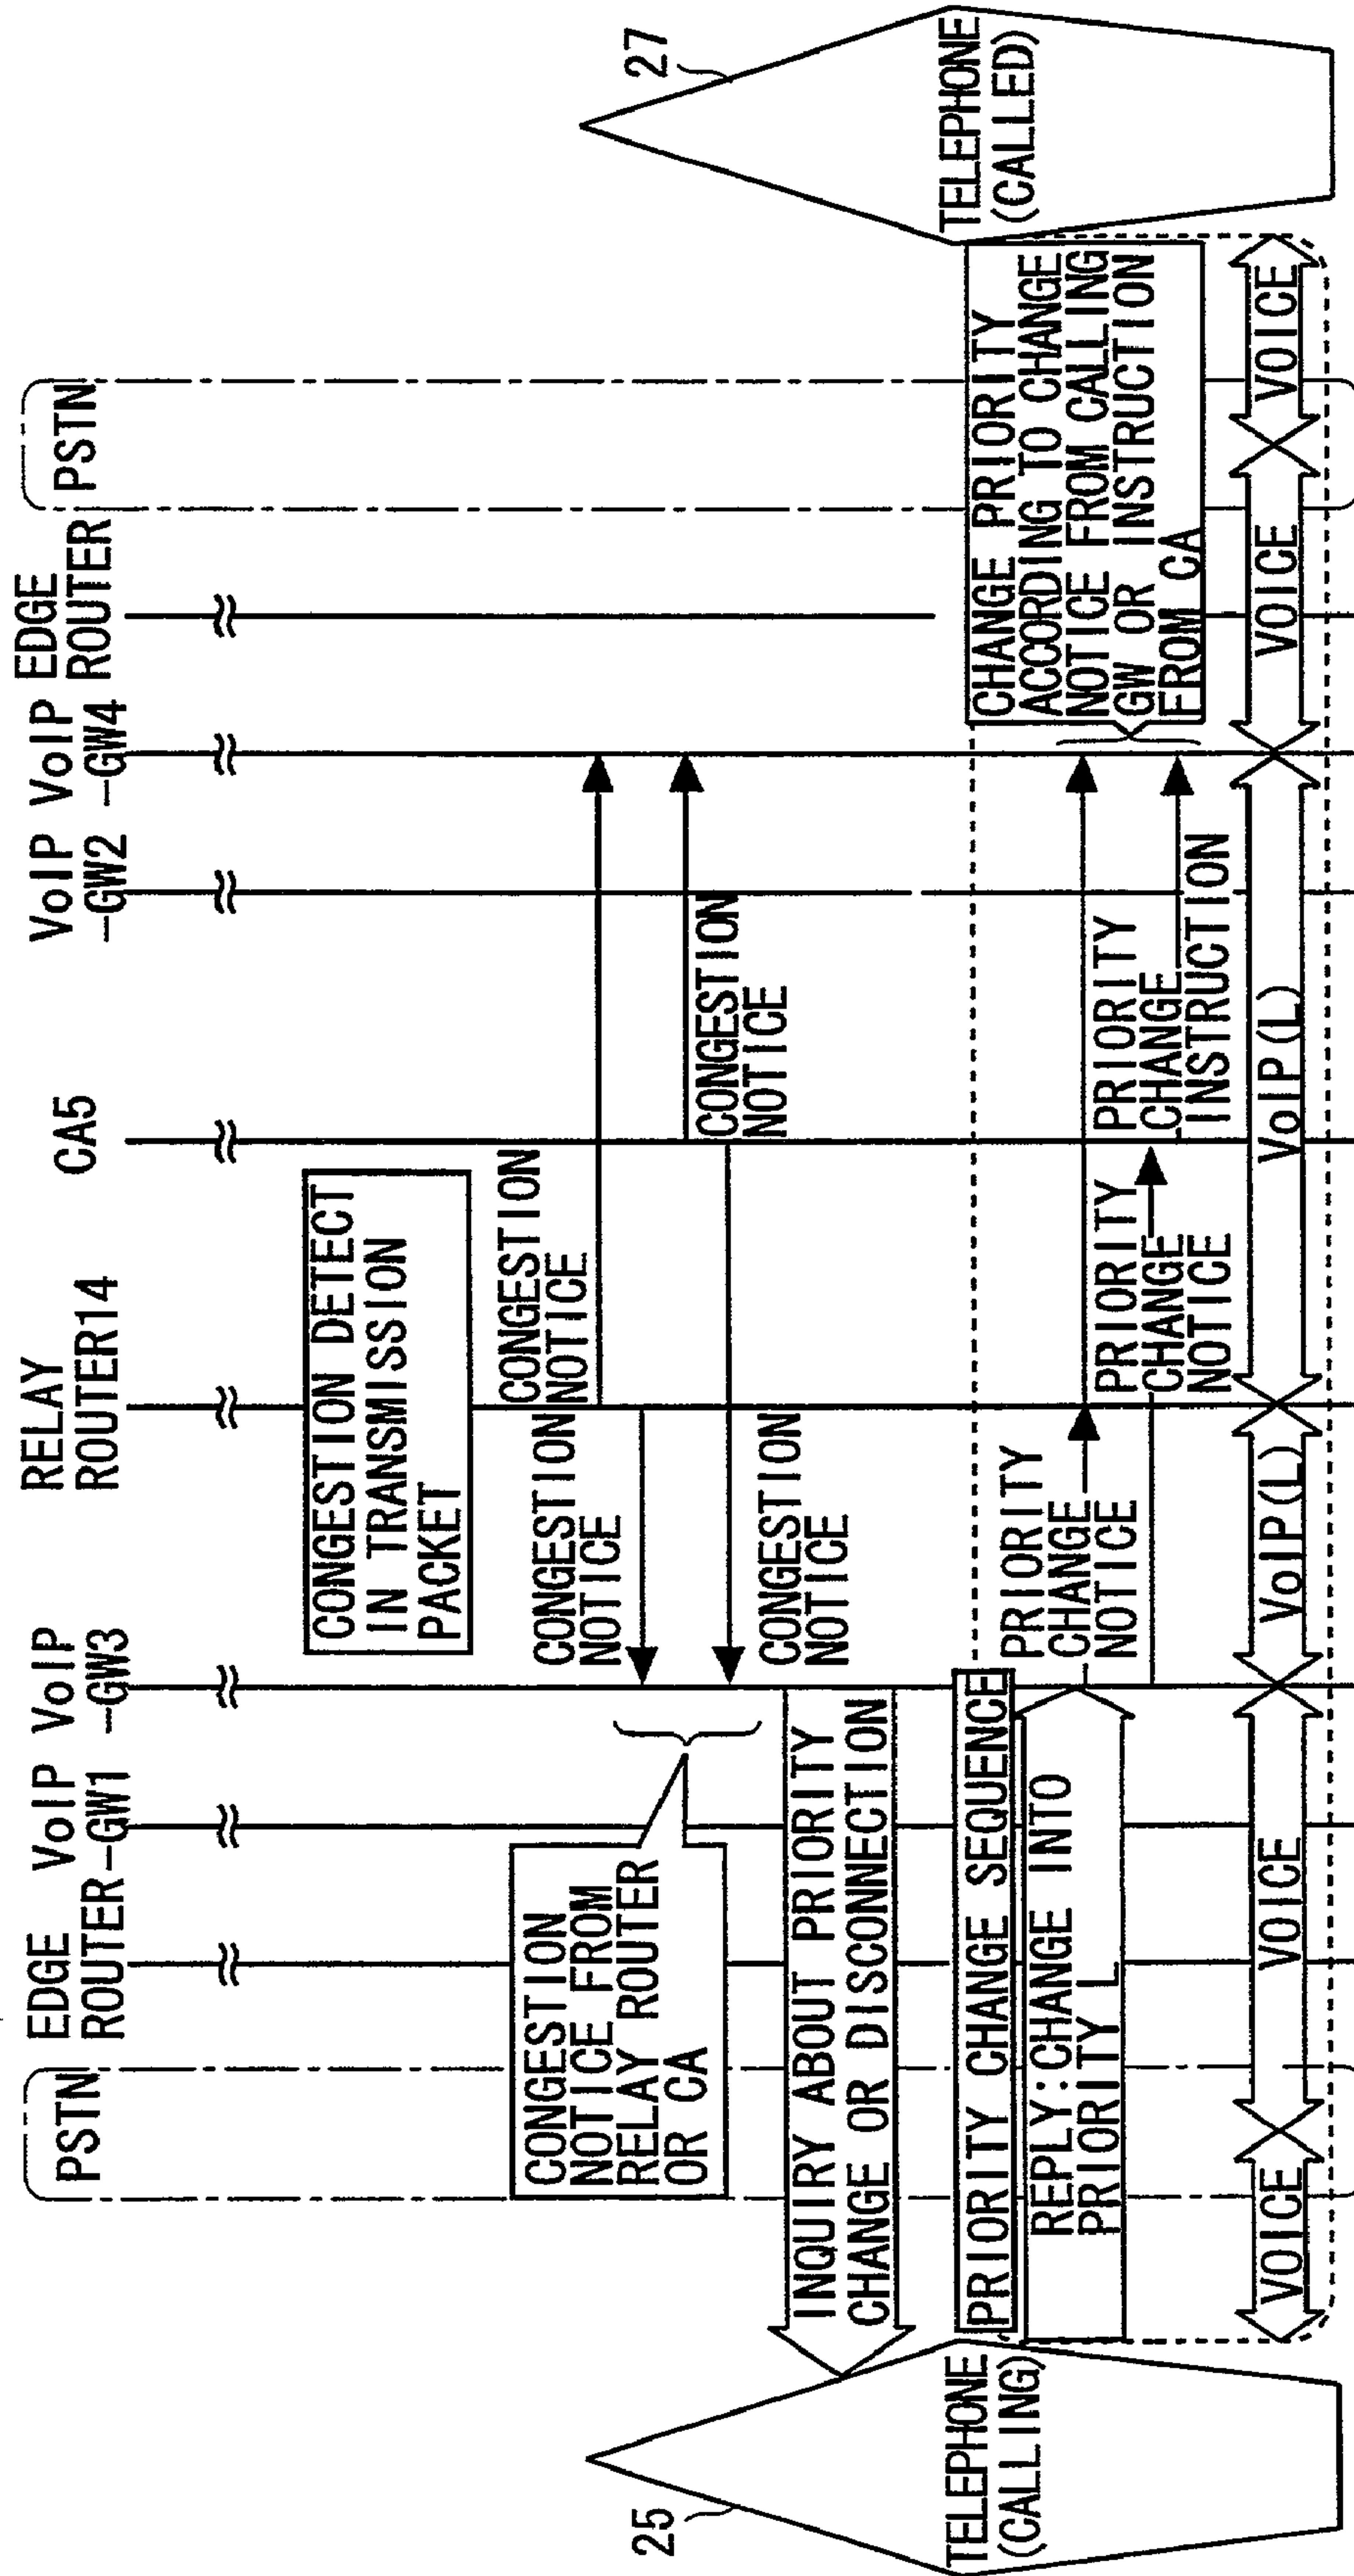 PSTN
EDGE
ROUTER
VoIP
-GW1
VoIP
-GW3
RELAY
ROUTER14
CA5
VoIP
-GW2
VoIP
-GW4
EDGE
ROUTER
PSTN
CONGESTION DETECT
IN TRANSMISSION
PACKET
CONGESTION
NOTICE
CONGESTION
NOTICE
CONGESTION
NOTICE
CONGESTION
NOTICE
CONGESTION
NOTICE FROM
RELAY ROUTER
OR CA
INQUIRY ABOUT PRIORITY
CHANGE OR DISCONNECTION
25
TELEPHONE
(CALLING)
27
TELEPHONE
(CALLED)
PRIORITY CHANGE SEQUENCE
REPLY:CHANGE INTO
PRIORITY L
PRIORITY
CHANGE
NOTICE
PRIORITY
CHANGE
NOTICE
PRIORITY
CHANGE
INSTRUCTION
CHANGE PRIORITY
ACCORDING TO CHANGE
NOTICE FROM CALLING
GW OR INSTRUCTION
FROM CA
VOICE
VOICE
VoIP(L)
VoIP(L)
VOICE
VOICE